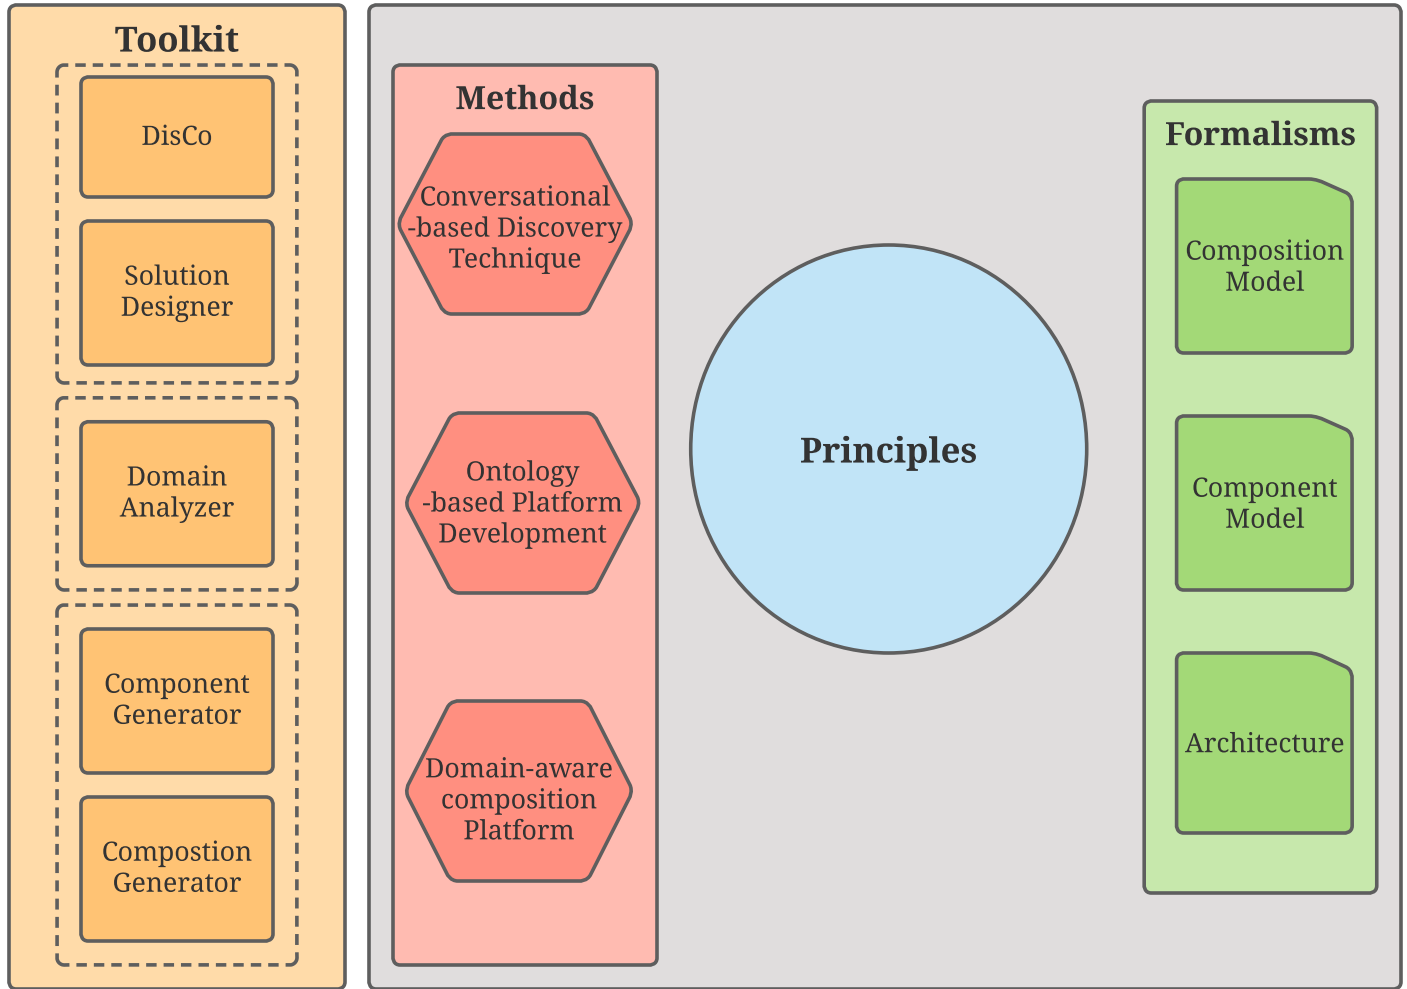 Toolkit
DisCo
Solution
Designer
Domain
Analyzer
Component
Generator
Compostion
Generator
Methods
Conversational
-based Discovery
Technique
Ontology
-based Platform
Development
Domain-aware
composition
Platform
Principles
Formalisms
Composition
Model
Component
Model
Architecture